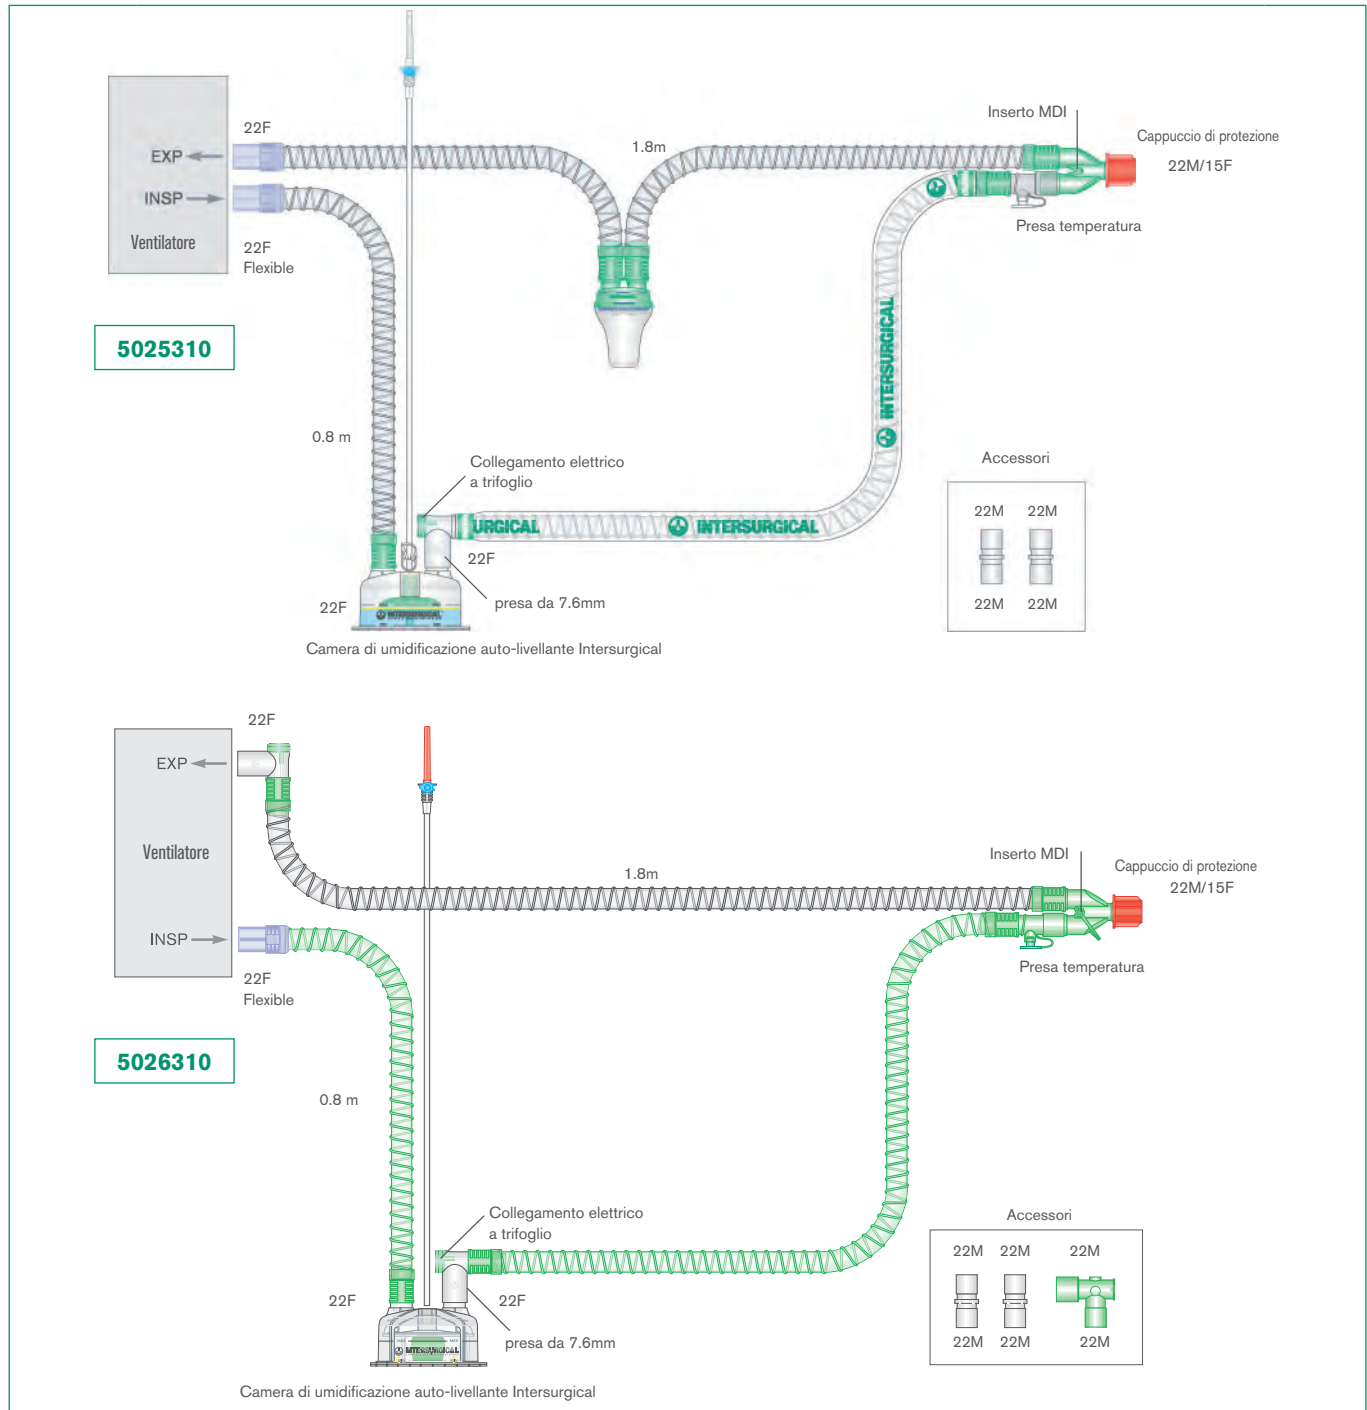 22F
Inserto MDI
1.8m
Cappuccio di protezione
22M/15F
EXP
INSP
Ventilatore
22F
Flexible
Presa temperatura
5025310
INTERSURGICAL
0.8 m
Collegamento elettrico
a trifoglio
URGICAL
INTERSURGICAL
22F
presa da 7.6mm
22F
INTERSURGICAL
Camera di umidificazione auto-livellante Intersurgical
Accessori
22M 22M
22M 22M
22F
EXP
Ventilatore
INSP
22F
Flexible
1.8m
Inserto MDI
Cappuccio di protezione
22M/15F
Presa temperatura
5026310
0.8 m
Collegamento elettrico
a trifoglio
22F
22F
presa da 7.6mm
MAX
INTERSURGICAL
Camera di umidificazione auto-livellante Intersurgical
Accessori
22M 22M 22M
22M 22M 22M